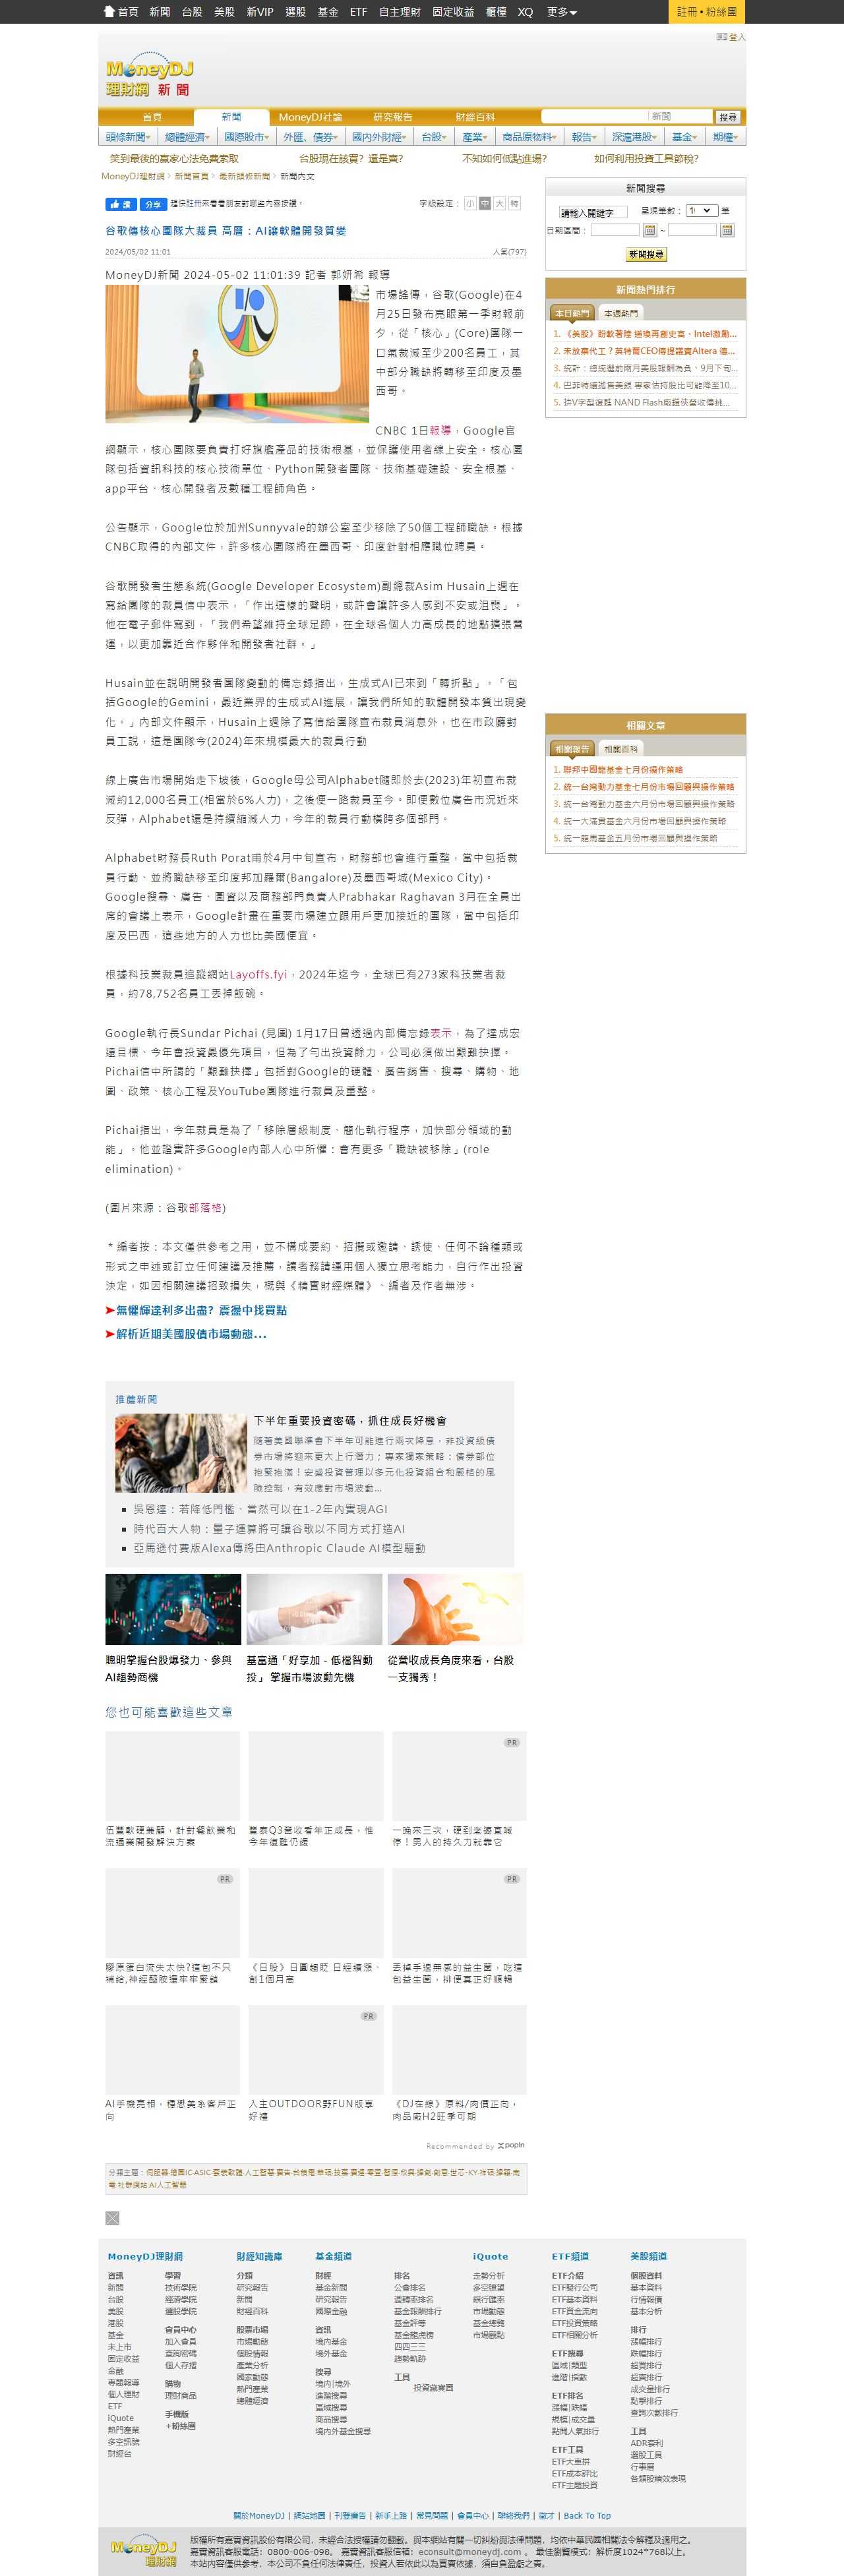 首頁 新聞 台股 美股 新VIP 選股 基金 ETF 自主理財 固定收益 櫃檯 XQ 更多
註冊•粉絲團
登入
MoneyDJ
理財網 新聞
首頁 新聞 MoneyDJ社論 研究報告 財經百科 新聞 搜尋
頭條新聞 總體經濟 國際股市 外匯、債券 國內外財經 台股 產業 商品原物料 報告 深滬港股 基金 期權
笑到最後的贏家心法免費索取 台股現在該買? 還是賣? 不知如何低點進場? 如何利用投資工具節稅?
MoneyDJ理財網 新聞首頁 最新頭條新聞 新聞內文
讚 分享 趕快註冊來看看朋友對哪些內容按讚。
字級設定： 小 中 大 特
谷歌傳核心團隊大裁員 高層：AI讓軟體開發質變
2024/05/02 11:01 人氣(797)
MoneyDJ新聞 2024-05-02 11:01:39 記者 郭妍希 報導
市場謠傳，谷歌(Google)在4
月25日發布亮眼第一季財報前
夕，從「核心」(Core)團隊一
口氣裁減至少200名員工，其
中部分職缺將轉移至印度及墨
西哥。
CNBC 1日報導，Google官
網顯示，核心團隊要負責打好旗艦產品的技術根基，並保護使用者線上安全。核心團
隊包括資訊科技的核心技術單位、Python開發者團隊、技術基礎建設、安全根基、
app平台、核心開發者及數種工程師角色。
公告顯示，Google位於加州Sunnyvale的辦公室至少移除了50個工程師職缺。根據
CNBC取得的內部文件，許多核心團隊將在墨西哥、印度針對相應職位聘員。
谷歌開發者生態系統(Google Developer Ecosystem)副總裁Asim Husain上週在
寫給團隊的裁員信中表示，「作出這樣的聲明，或許會讓許多人感到不安或沮喪」。
他在電子郵件寫到，「我們希望維持全球足跡，在全球各個人力高成長的地點擴張營
運，以更加靠近合作夥伴和開發者社群。」
Husain並在說明開發者團隊變動的備忘錄指出，生成式AI已來到「轉折點」。「包
括Google的Gemini，最近業界的生成式AI進展，讓我們所知的軟體開發本質出現變
化。」內部文件顯示，Husain上週除了寫信給團隊宣布裁員消息外，也在市政廳對
員工說，這是團隊今(2024)年來規模最大的裁員行動
線上廣告市場開始走下坡後，Google母公司Alphabet隨即於去(2023)年初宣布裁
減約12,000名員工(相當於6%人力)，之後便一路裁員至今。即便數位廣告市況近來
反彈，Alphabet還是持續縮減人力，今年的裁員行動橫跨多個部門。
Alphabet財務長Ruth Porat甫於4月中旬宣布，財務部也會進行重整，當中包括裁
員行動、並將職缺移至印度邦加羅爾(Bangalore)及墨西哥城(Mexico City)。
Google搜尋、廣告、圖資以及商務部門負責人Prabhakar Raghavan 3月在全員出
席的會議上表示，Google計畫在重要市場建立跟用戶更加接近的團隊，當中包括印
度及巴西，這些地方的人力也比美國便宜。
根據科技業裁員追蹤網站Layoffs.fyi，2024年迄今，全球已有273家科技業者裁
員，約78,752名員工丟掉飯碗。
Google執行長Sundar Pichai (見圖) 1月17日曾透過內部備忘錄表示，為了達成宏
遠目標、今年會投資最優先項目，但為了勻出投資餘力，公司必須做出艱難抉擇。
Pichai信中所謂的「艱難抉擇」包括對Google的硬體、廣告銷售、搜尋、購物、地
圖、政策、核心工程及YouTube團隊進行裁員及重整。
Pichai指出，今年裁員是為了「移除層級制度、簡化執行程序，加快部分領域的動
能」。他並證實許多Google內部人心中所懼：會有更多「職缺被移除」(role
elimination)。
(圖片來源：谷歌部落格)
＊編者按：本文僅供參考之用，並不構成要約、招攬或邀請、誘使、任何不論種類或
形式之申述或訂立任何建議及推薦，讀者務請運用個人獨立思考能力，自行作出投資
決定，如因相關建議招致損失，概與《精實財經媒體》、編者及作者無涉。
無懼輝達利多出盡？震盪中找買點
解析近期美國股債市場動態...
推薦新聞
下半年重要投資密碼，抓住成長好機會
隨著美國聯準會下半年可能進行兩次降息，非投資級債
券市場將迎來更大上行潛力；專家獨家策略：債券部位
抱緊抱滿！安盛投資管理以多元化投資組合和嚴格的風
險控制，有效應對市場波動...
吳恩達：若降低門檻、當然可以在1-2年內實現AGI
時代百大人物：量子運算將可讓谷歌以不同方式打造AI
亞馬遜付費版Alexa傳將由Anthropic Claude AI模型驅動
聰明掌握台股爆發力、參與
AI趨勢商機
基富通「好享加－低檔智動
投」 掌握市場波動先機
從營收成長角度來看，台股
一支獨秀！
您也可能喜歡這些文章
伍豐軟硬兼顧，針對餐飲業和
流通業開發解決方案
豐泰Q3營收看年正成長，惟
今年復甦仍緩
PR
一晚來三次，硬到老婆直喊
停！男人的持久力就靠它
PR
膠原蛋白流失太快?這包不只
補給,神經醯胺還牢牢緊鎖
《日股》日圓趨貶 日經續漲、
創1個月高
PR
丟掉手邊無感的益生菌，吃這
包益生菌，排便真正好順暢
AI手機亮相，穩懋美系客戶正
向
PR
入主OUTDOOR野FUN版享
好禮
《DJ在線》原料/肉價正向，
肉品廠H2旺季可期
Recommended by popIn
新聞搜尋
請輸入關鍵字 呈現筆數： 筆
日期區間： ~
新聞搜尋
新聞熱門排行
本日熱門 本週熱門
3. 統計：總統選前兩月美股報酬為負、9月下旬...
4. 巴菲特續拋售美銀 專家估持股比可能降至10...
相關文章
相關報告 相關百科
1. 聯邦中國龍基金七月份操作策略
2. 統一台灣動力基金七月份市場回顧與操作策略
3. 統一台灣動力基金六月份市場回顧與操作策略
4. 統一大滿貫基金六月份市場回顧與操作策略
5. 統一龍馬基金五月份市場回顧與操作策略
MoneyDJ理財網 財經知識庫 基金頻道 iQuote ETF頻道 美股頻道
資訊
新聞
台股
美股
港股
基金
未上市
固定收益
金融
專題報導
個人理財
ETF
iQuote
熱門產業
多空訊號
財經台
學習
技術學院
經濟學院
選股學院
會員中心
加入會員
查詢密碼
個人存摺
購物
理財商品
手機版
+粉絲團
分類
研究報告
新聞
財經百科
股票市場
市場動態
個股情報
產業分析
國家動態
熱門產業
總體經濟
財經
基金新聞
研究報告
國際金融
資訊
境內基金
境外基金
搜尋
境內|境外
進階搜尋
區域搜尋
商品搜尋
境內外基金搜尋
排名
公會排名
週轉率排名
基金報酬排行
基金評等
基金龍虎榜
四四三三
趨勢軌跡
工具
投資藏寶圖
走勢分析
多空瞭望
銀行匯率
市場動態
基金總覽
市場觀點
ETF介紹
ETF發行公司
ETF基本資料
ETF資金流向
ETF投資策略
ETF相關分析
ETF搜尋
區域|類型
進階|指數
ETF排名
漲幅|跌幅
規模|成交量
點閱人氣排行
ETF工具
ETF大車拼
ETF成本評比
ETF主題投資
個股資料
基本資料
行情報價
基本分析
排行
漲幅排行
跌幅排行
超買排行
超賣排行
成交量排行
點擊排行
查詢次數排行
工具
ADR套利
選股工具
行事曆
各類股績效表現
關於MoneyDJ | 網站地圖 | 刊登廣告 | 新手上路 | 常見問題 | 會員中心 | 聯絡我們 | 徵才 | Back To Top
MoneyDJ
理財網
版權所有嘉實資訊股份有限公司，未經合法授權請勿翻載。與本網站有關一切糾紛與法律問題，均依中華民國相關法令解釋及適用之。
嘉實資訊客服電話：0800-006-098。 嘉實資訊客服信箱：econsult@moneydj.com 。 最佳瀏覽模式：解析度1024*768以上。
本站內容僅供參考，本公司不負任何法律責任，投資人若依此以為買賣依據，須自負盈虧之責。